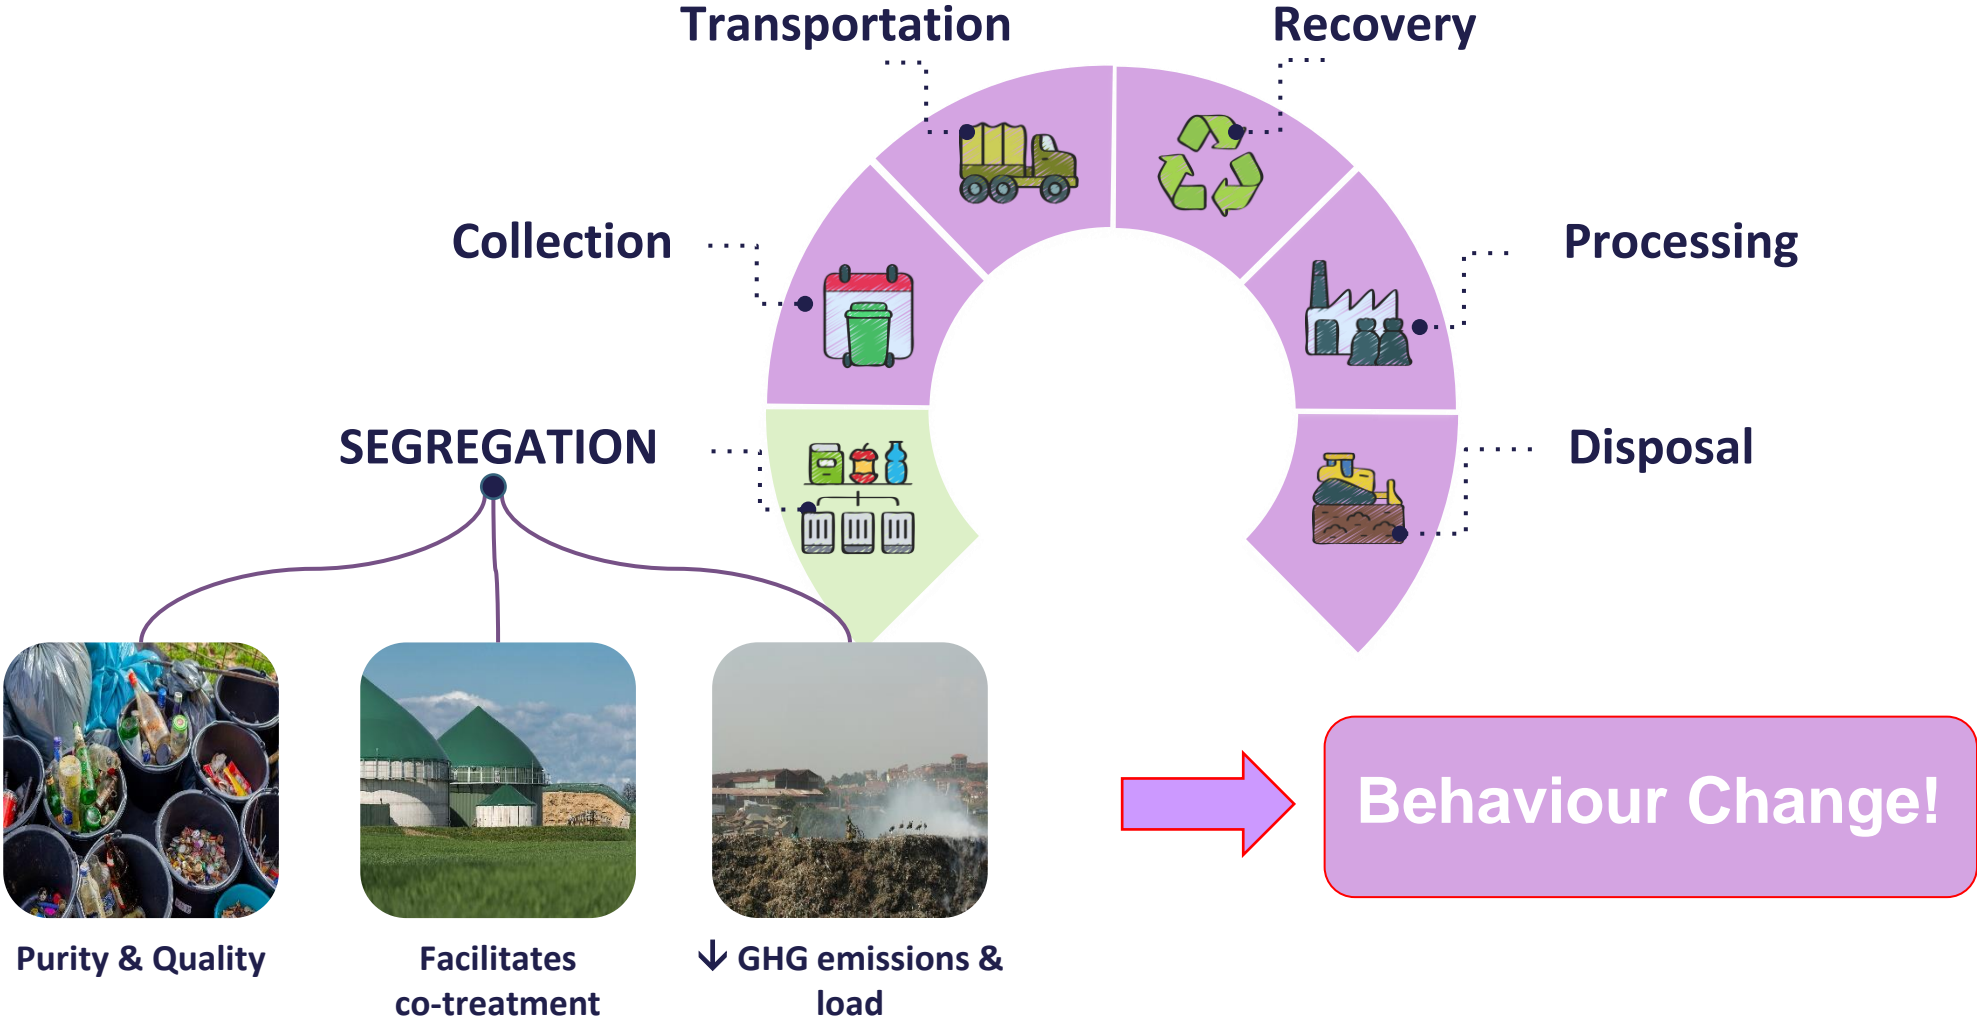 Transportation
Recovery
Collection
Processing
SEGREGATION
Disposal
Behaviour Change!
Purity & Quality
Facilitates
co-treatment
↓ GHG emissions &
load